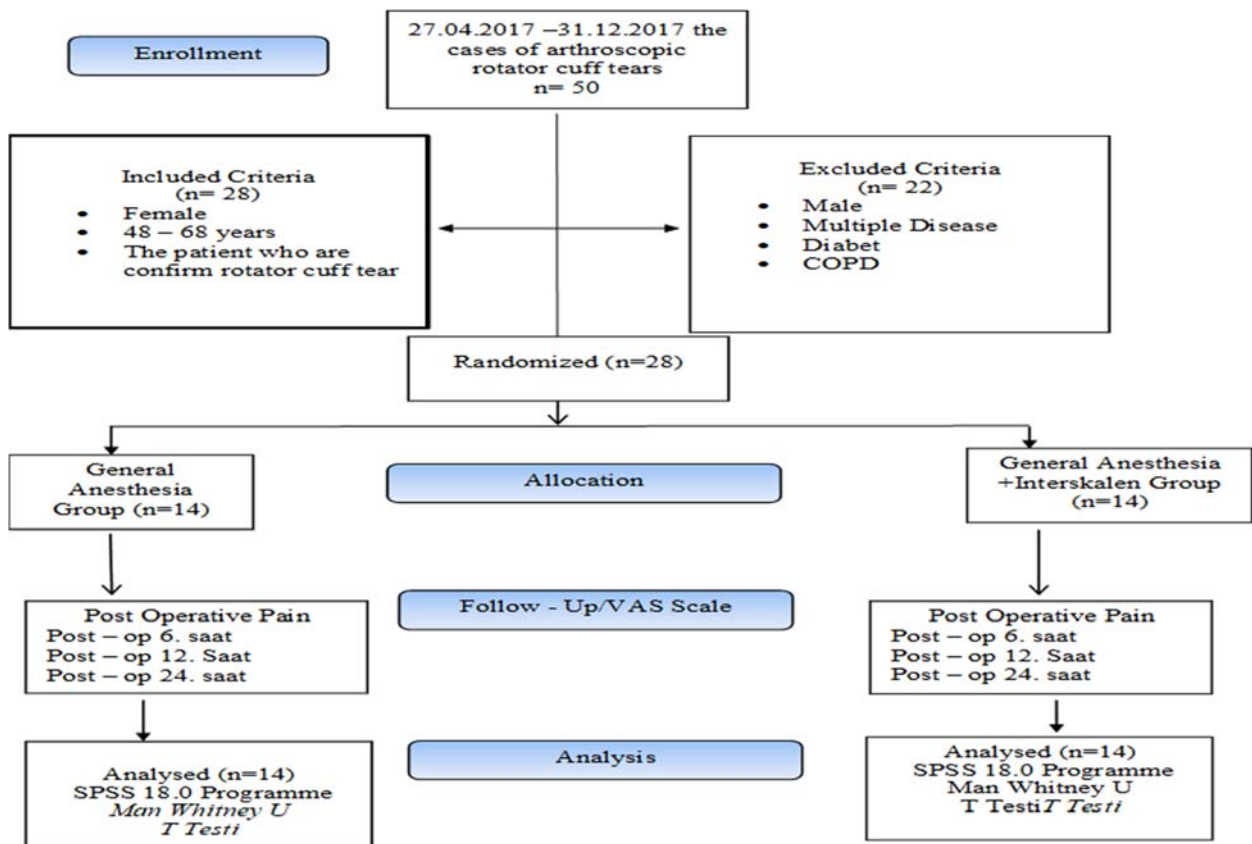 Enrollment
27.04.2017 –31.12.2017 the
cases of arthroscopic
rotator cuff tears
n= 50
Included Criteria
(n= 28)
• Female
• 48 – 68 years
• The patient who are
confirm rotator cuff tear
Excluded Criteria
(n= 22)
• Male
• Multiple Disease
• Diabet
• COPD
Randomized (n=28)
General
Anesthesia
Group (n=14)
Allocation
General Anesthesia
+Interskalen Group
(n=14)
Post Operative Pain
Post – op 6. saat
Post – op 12. Saat
Post – op 24. saat
Follow - Up/VAS Scale
Post Operative Pain
Post – op 6. saat
Post – op 12. Saat
Post – op 24. saat
Analysed (n=14)
SPSS 18.0 Programme
Man Whitney U
T Testi
Analysis
Analysed (n=14)
SPSS 18.0 Programme
Man Whitney U
T TestiT Testi